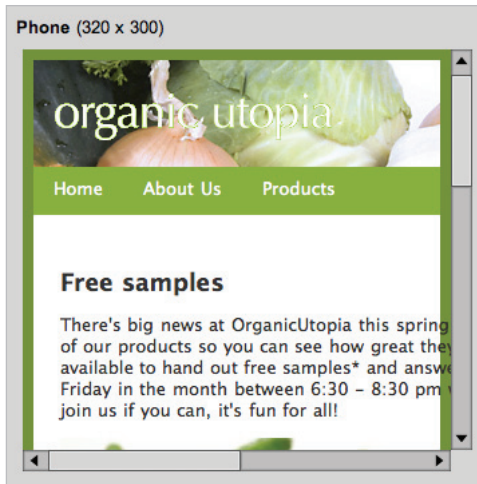 Phone (320 x 300)
organic utopia
Home About Us Products
Free samples
There's big news at OrganicUtopia this spring
of our products so you can see how great they
available to hand out free samples* and answe
Friday in the month between 6:30 – 8:30 pm
join us if you can, it's fun for all!